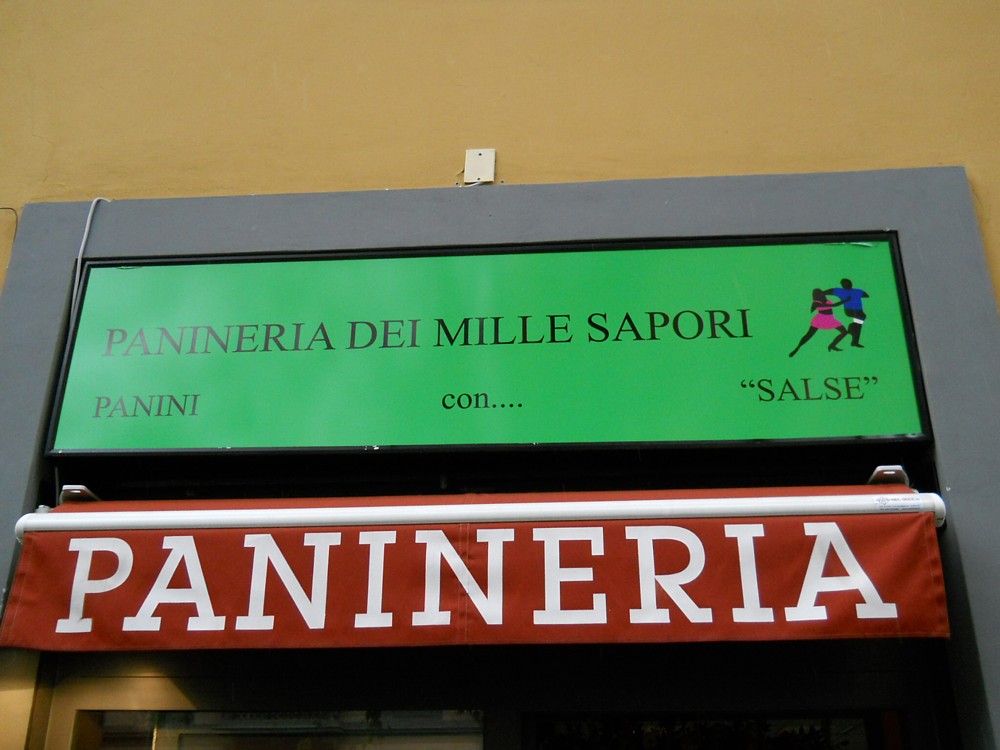 PANINERIA DEI MILLE SAPORI
PANINI con.... “SALSE”
PANINERIA